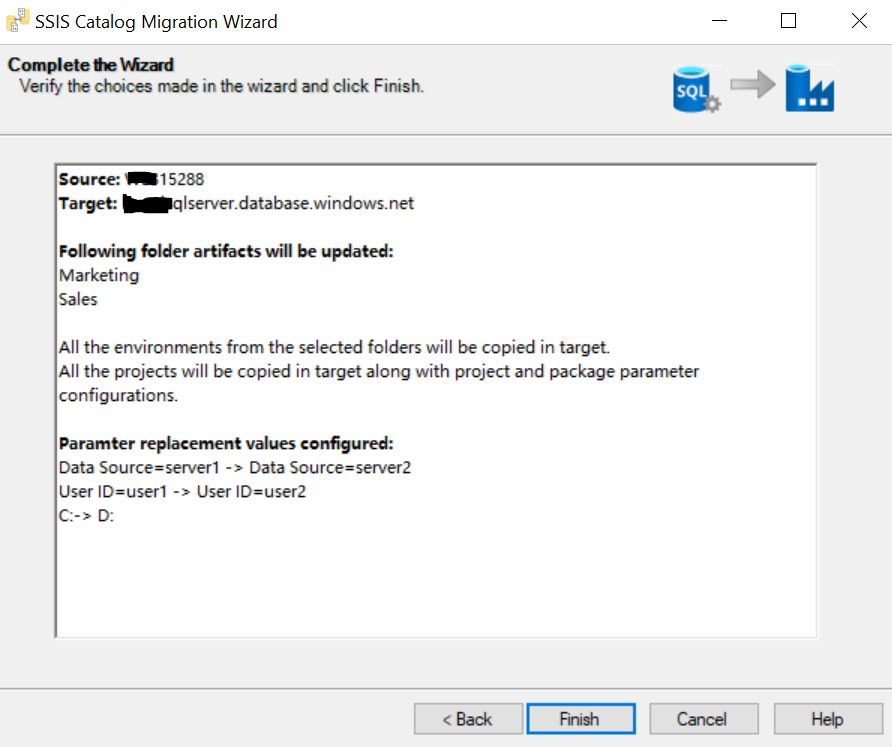 SSIS Catalog Migration Wizard
Complete the Wizard
Verify the choices made in the wizard and click Finish.
SQL
Source: 15288
Target: qlserver.database.windows.net
Following folder artifacts will be updated:
Marketing
Sales
All the environments from the selected folders will be copied in target.
All the projects will be copied in target along with project and package parameter
configurations.
Paramter replacement values configured:
Data Source=server1 -> Data Source=server2
User ID=user1 -> User ID=user2
C:-> D:
< Back
Finish
Cancel
Help